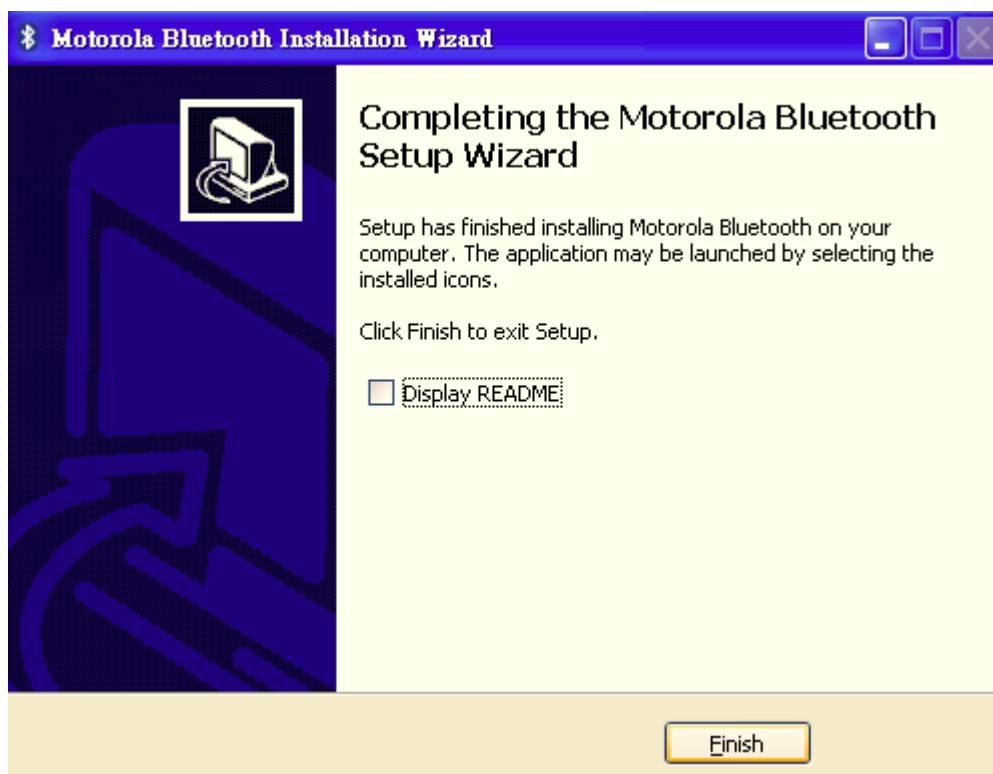 Motorola Bluetooth Installation Wizard
Completing the Motorola Bluetooth
Setup Wizard
Setup has finished installing Motorola Bluetooth on your
computer. The application may be launched by selecting the
installed icons.
Click Finish to exit Setup.
Display README
Finish